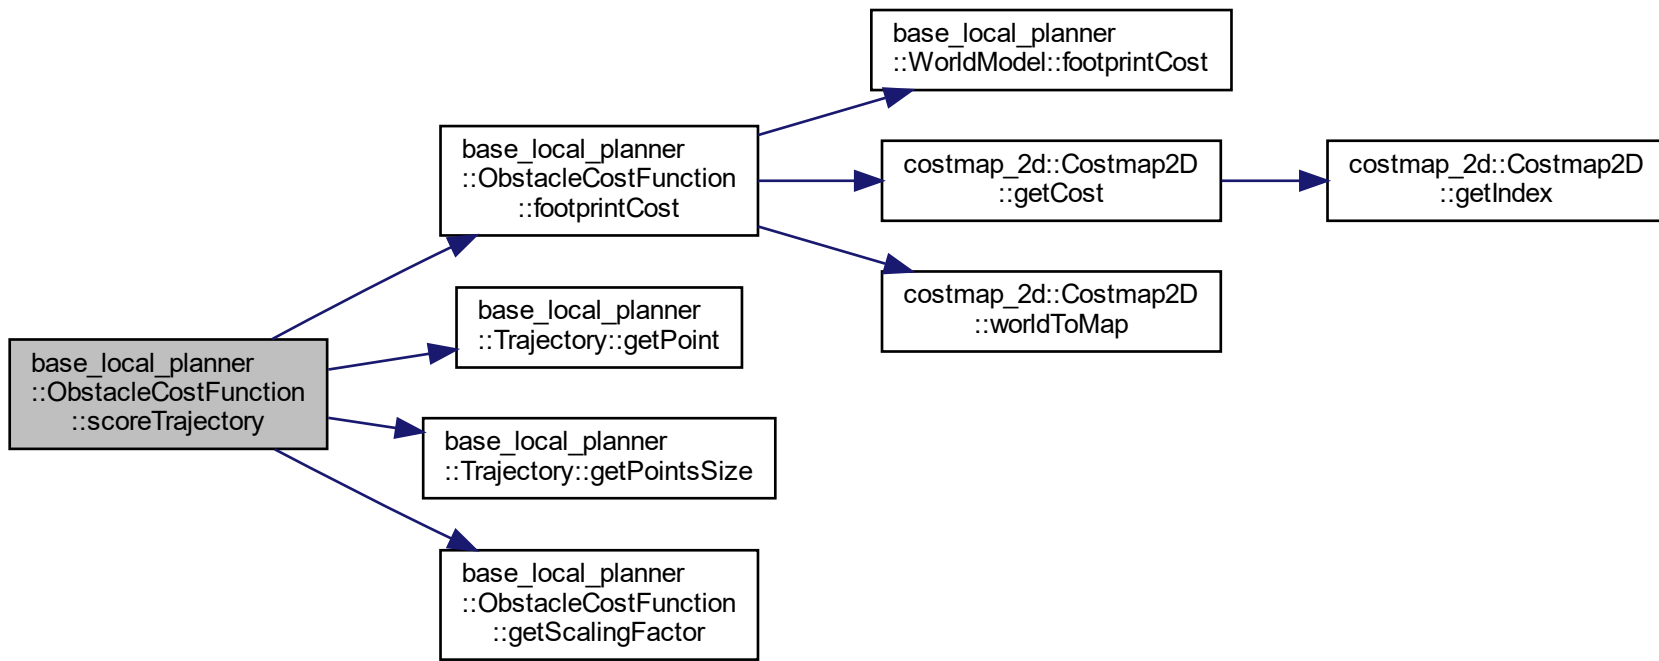 base_local_planner
::WorldModel::footprintCost
base_local_planner
::ObstacleCostFunction
::footprintCost
costmap_2d::Costmap2D
::getCost
costmap_2d::Costmap2D
::getIndex
costmap_2d::Costmap2D
::worldToMap
base_local_planner
::Trajectory::getPoint
base_local_planner
::ObstacleCostFunction
::scoreTrajectory
base_local_planner
::Trajectory::getPointsSize
base_local_planner
::ObstacleCostFunction
::getScalingFactor